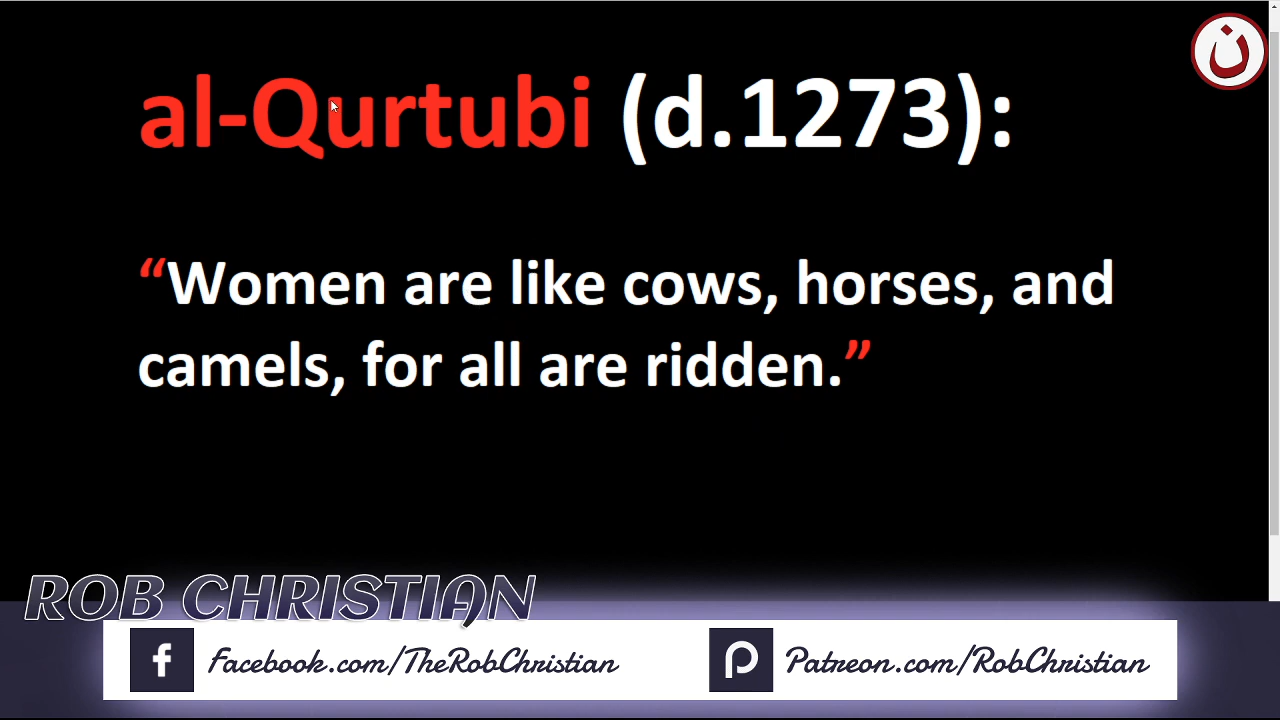 al-Qurtubi (d.1273):
“Women are like cows, horses, and
camels, for all are ridden.”
ن
ROB CHRISTIAN
Facebook.com/TheRobChristian
Patreon.com/RobChristian